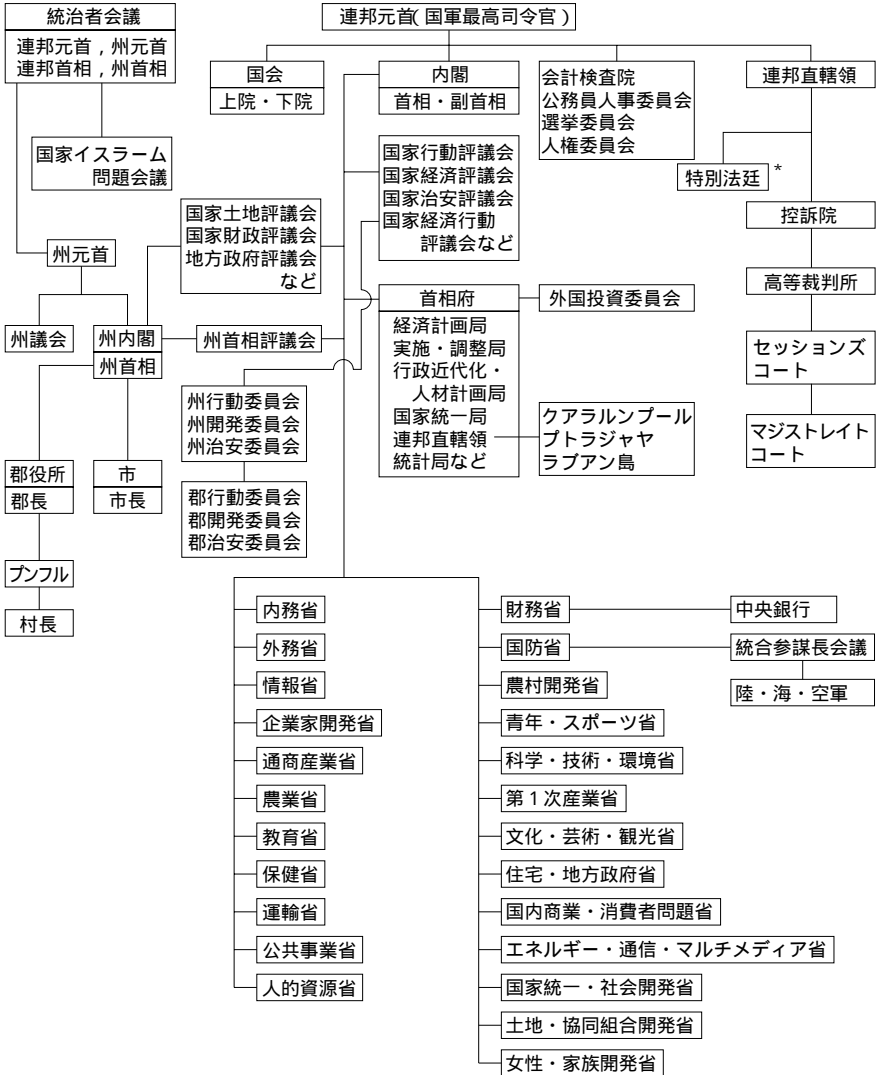 統治者会議
連邦元首，州元首
連邦首相，州首相
国家イスラーム
問題会議
連邦元首(国軍最高司令官)
国会
上院・下院
内閣
首相・副首相
会計検査院
公務員人事委員会
選挙委員会
人権委員会
連邦直轄領
特別法廷*
控訴院
高等裁判所
セッションズ
コート
マジストレイト
コート
国家行動評議会
国家経済評議会
国家治安評議会
国家経済行動
評議会など
国家土地評議会
国家財政評議会
地方政府評議会
など
州元首
州議会
州内閣
州首相
州首相評議会
首相府
経済計画局
実施・調整局
行政近代化・
人材計画局
国家統一局
連邦直轄領
統計局など
外国投資委員会
クアラルンプール
プトラジャヤ
ラブアン島
州行動委員会
州開発委員会
州治安委員会
郡行動委員会
郡開発委員会
郡治安委員会
郡役所
郡長
市
市長
プンフル
村長
内務省
外務省
情報省
企業家開発省
通商産業省
農業省
教育省
保健省
運輸省
公共事業省
人的資源省
財務省
中央銀行
国防省
統合参謀長会議
陸・海・空軍
農村開発省
青年・スポーツ省
科学・技術・環境省
第1次産業省
文化・芸術・観光省
住宅・地方政府省
国内商業・消費者問題省
エネルギー・通信・マルチメディア省
国家統一・社会開発省
土地・協同組合開発省
女性・家族開発省